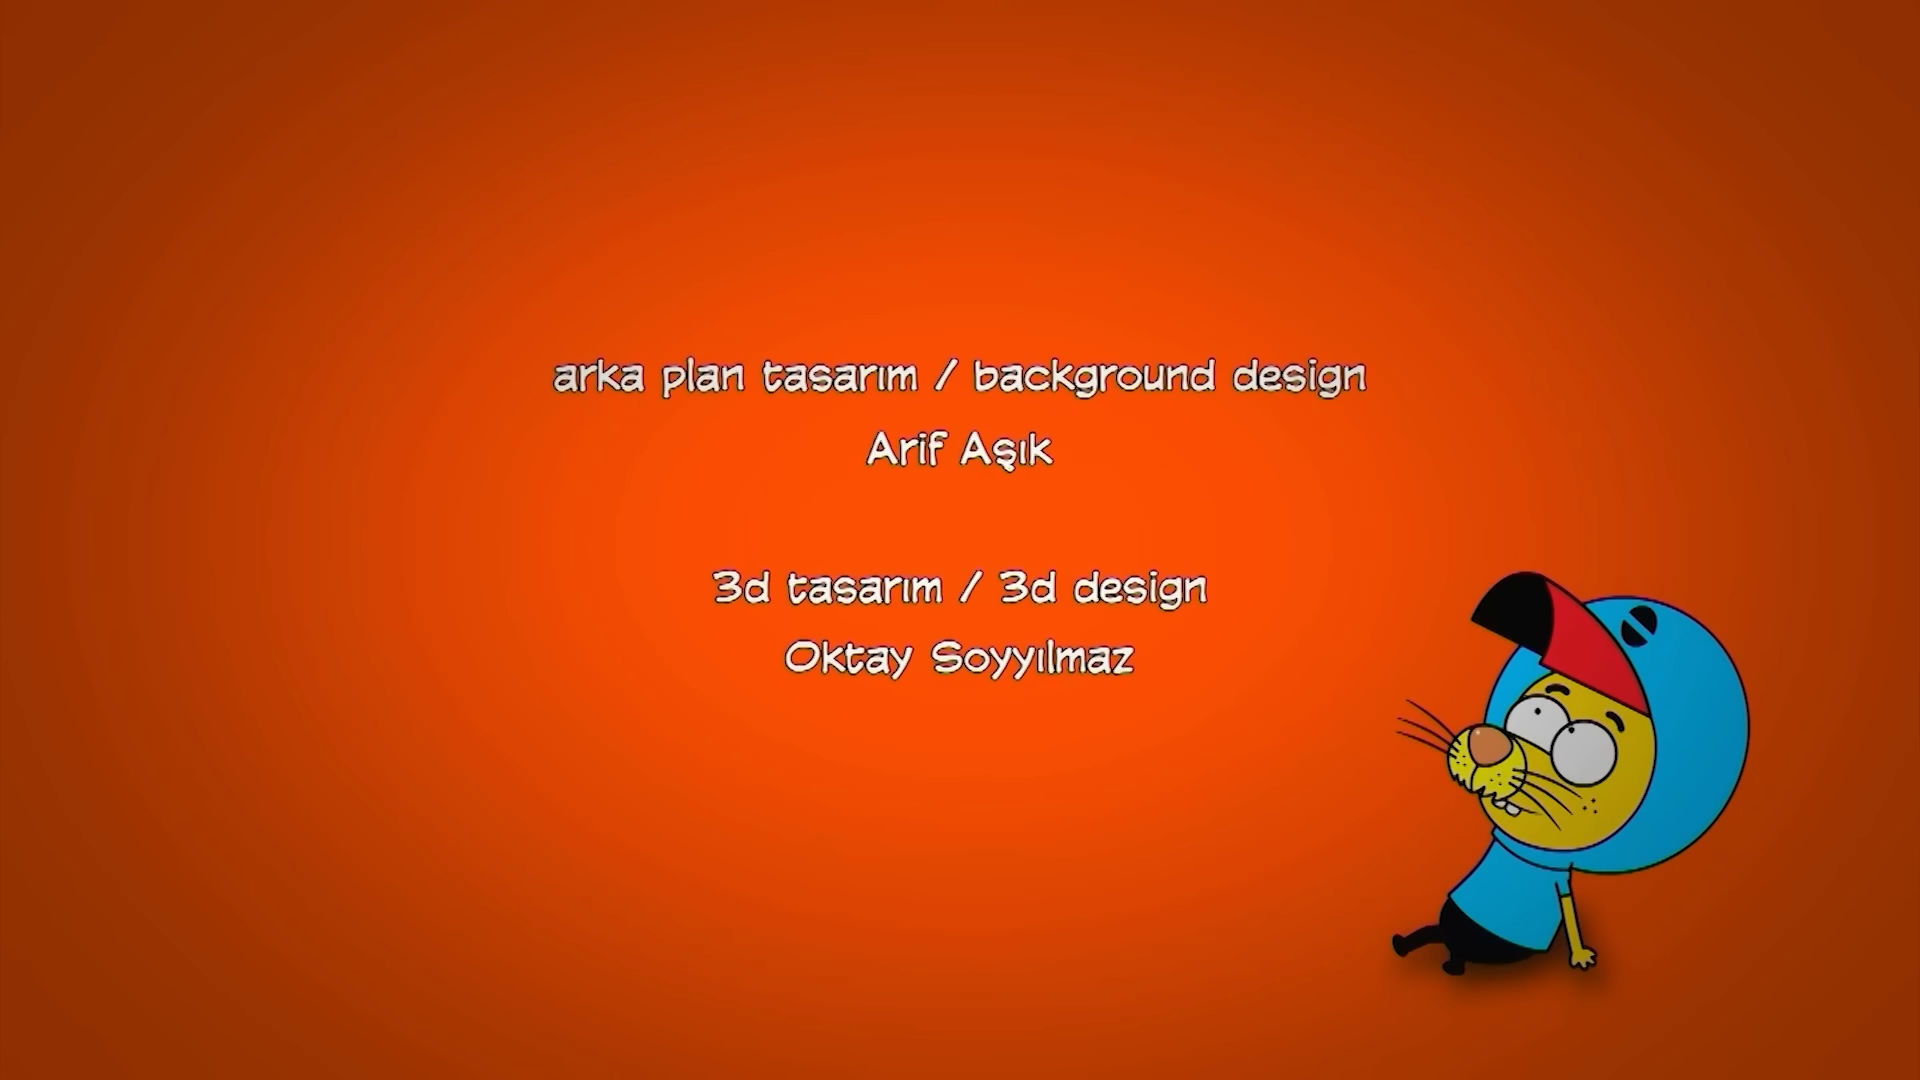 arka plan tasarım / background design
Arif Aşık
3d tasarım / 3d design
Oktay Soyyılmaz